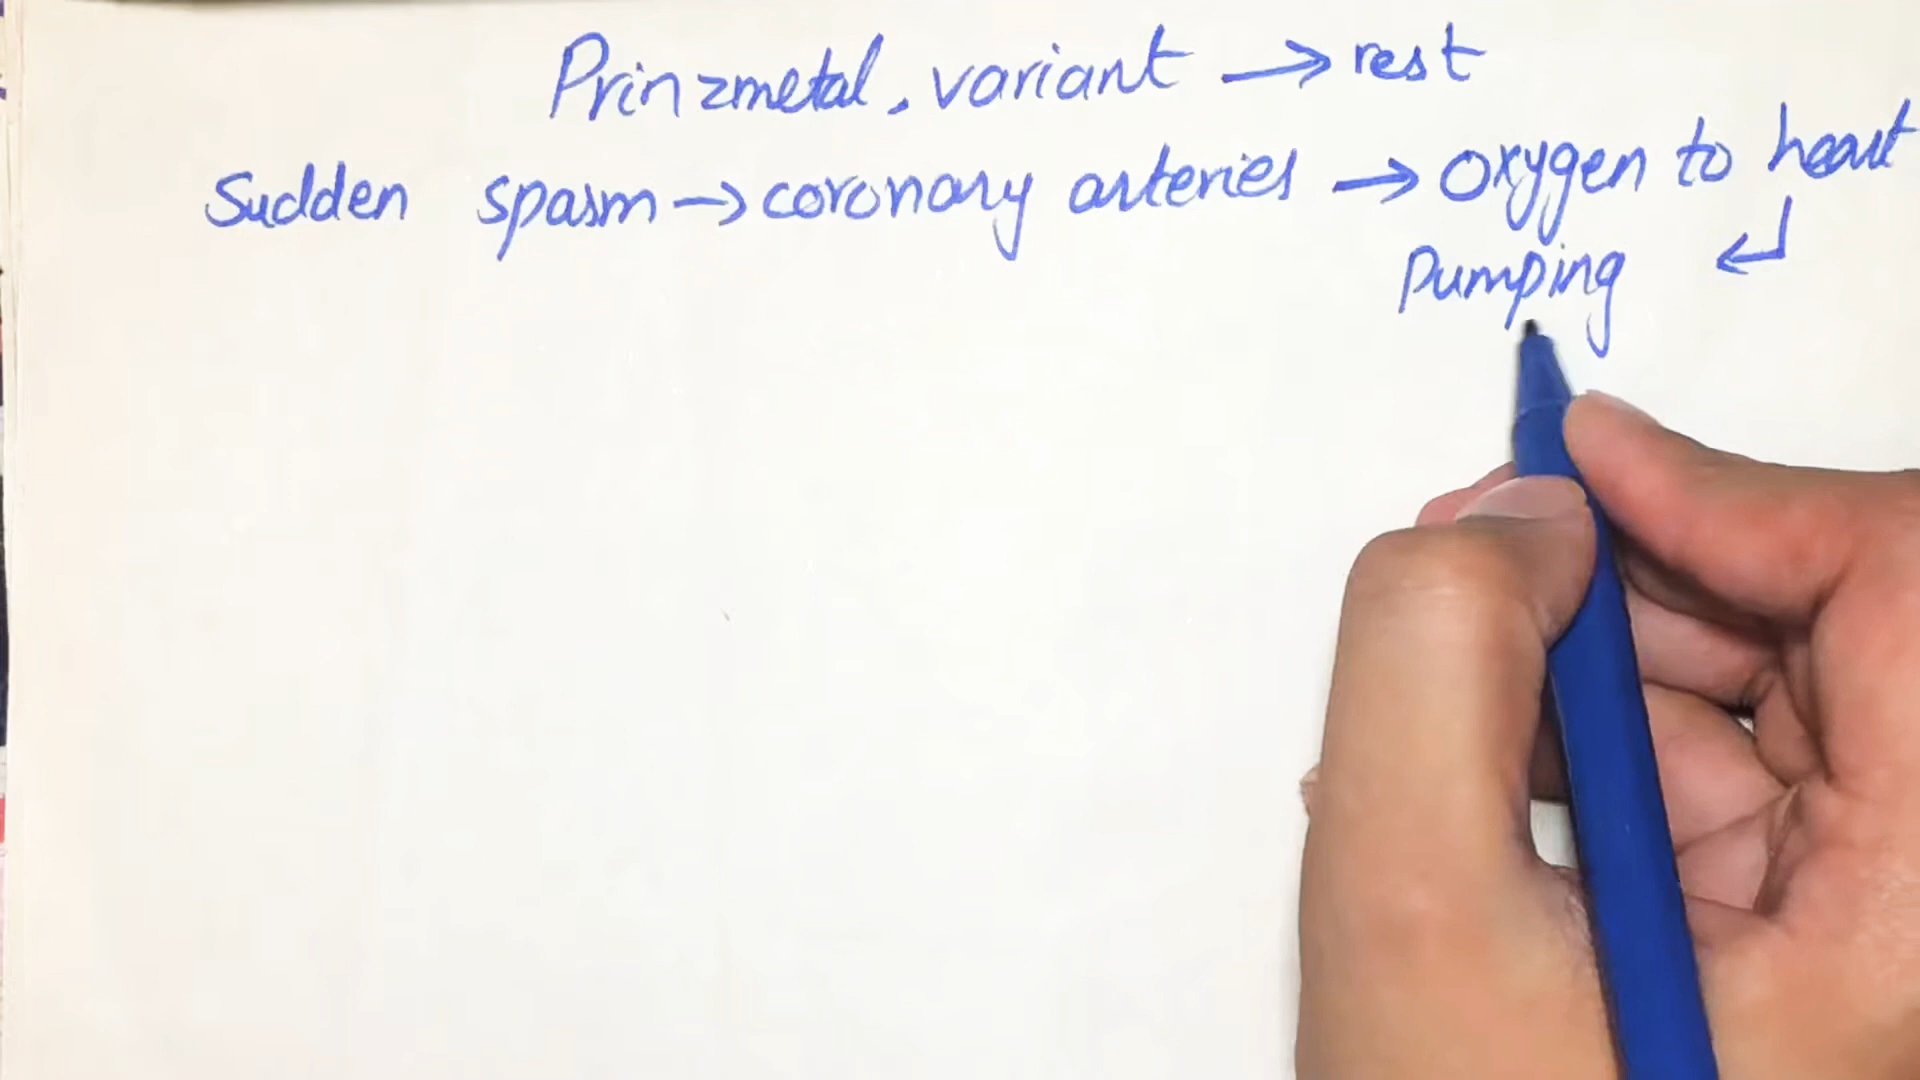 Prinzmetal. variant → rest
Sudden spasm → coronary arteries → oxygen to heart
Pumping ↲